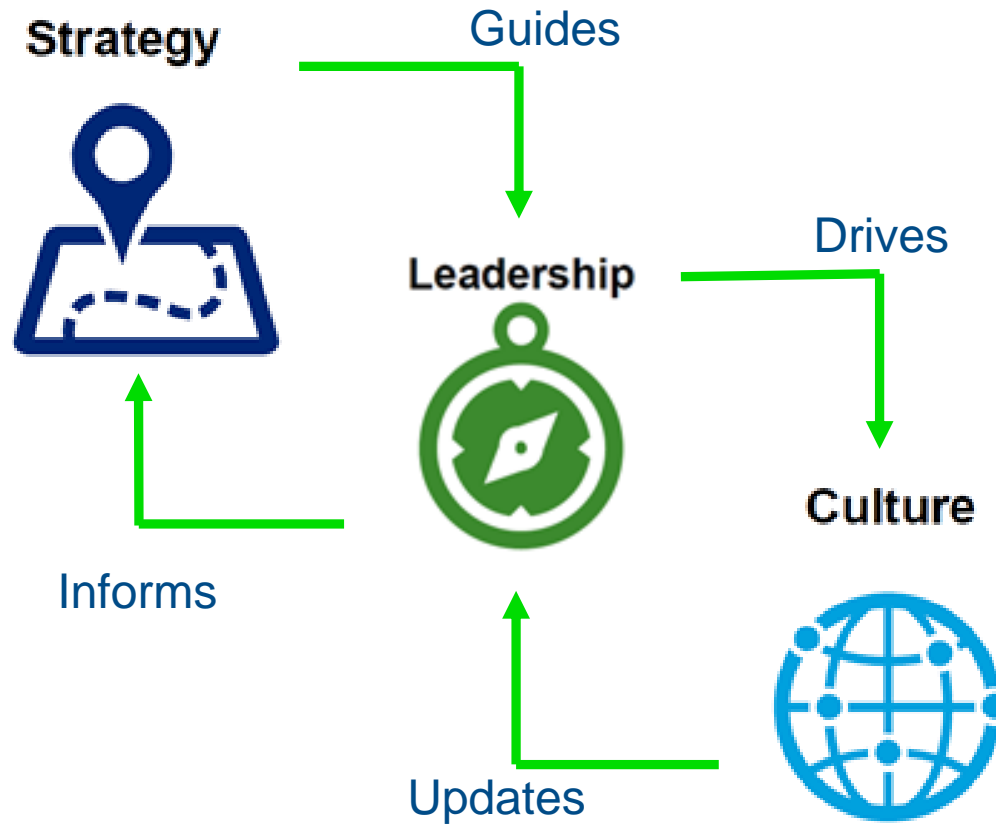 Strategy
Guides
Drives
Leadership
Culture
Informs
Updates